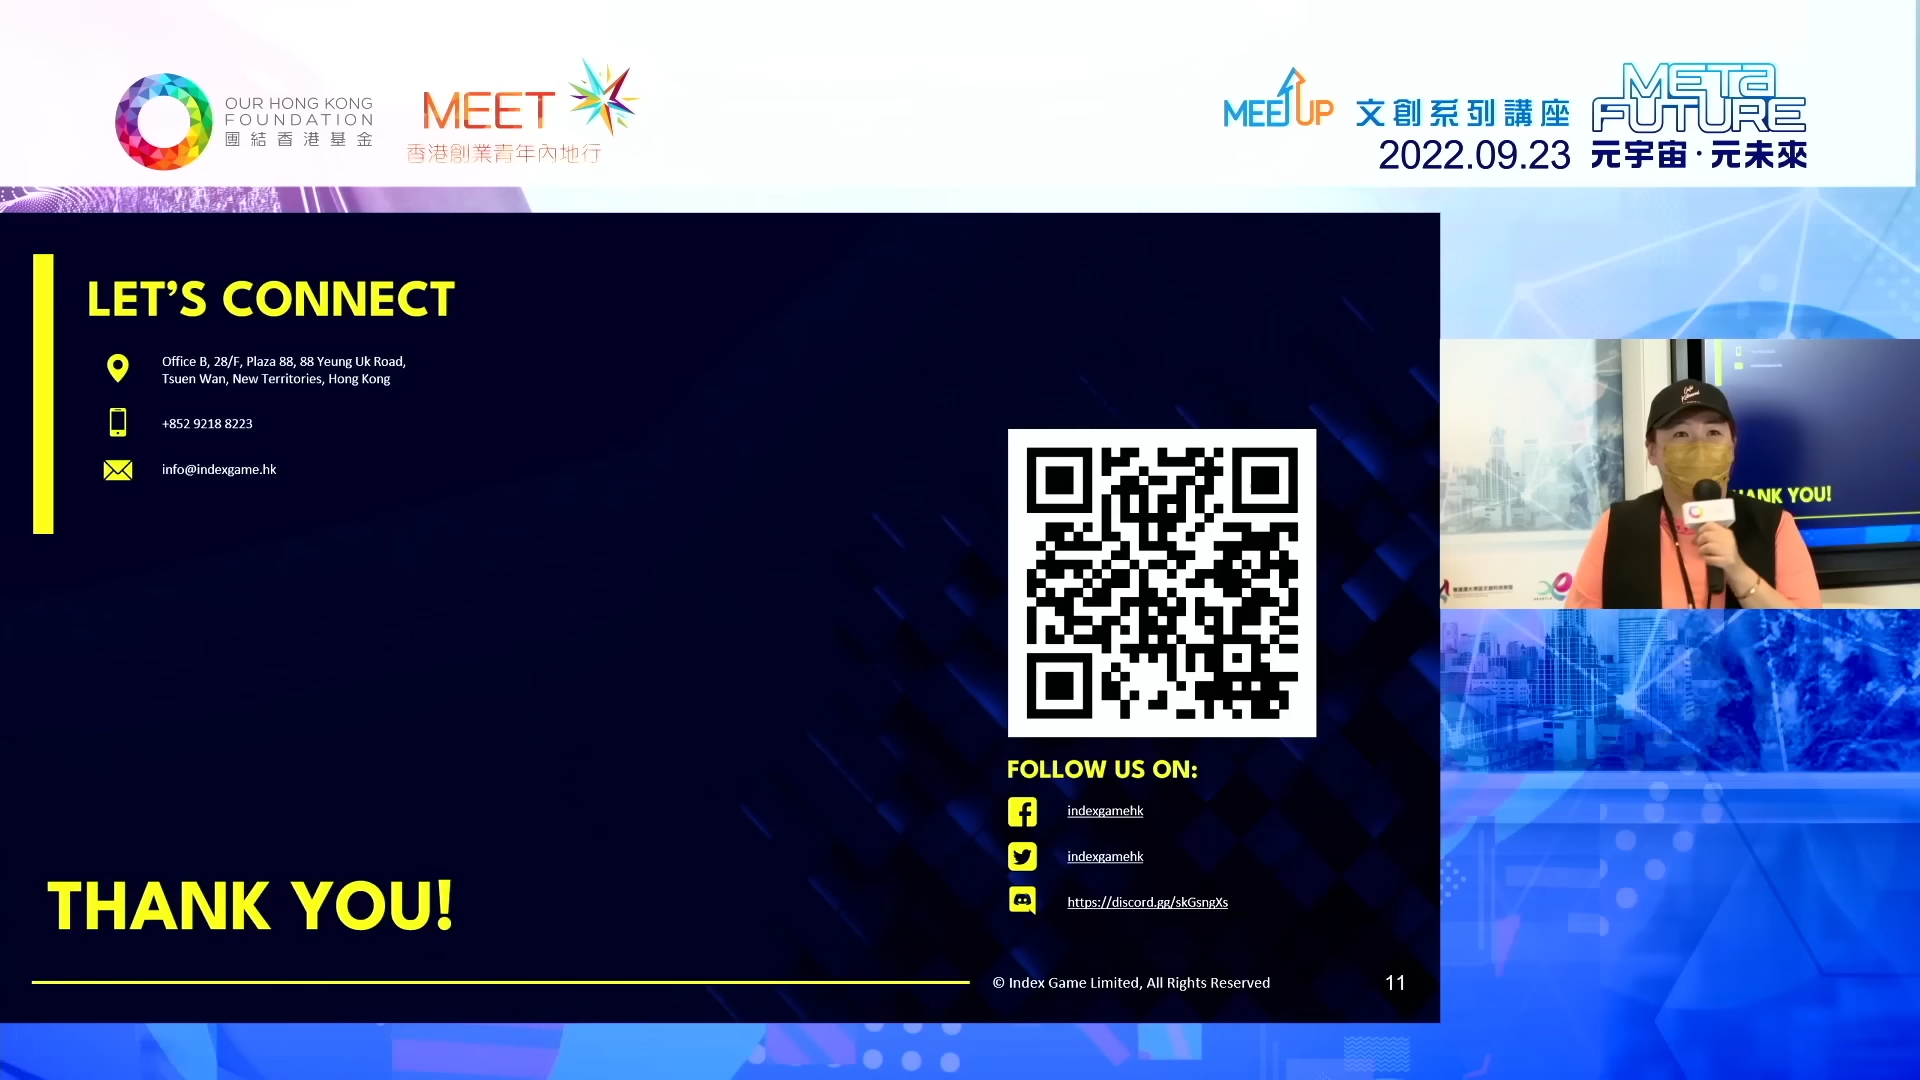 OUR HONG KONG
FOUNDATION
團結香港基金
MEET
香港創業青年內地行
MEETUP 文創系列講座
2022.09.23
META
FUTURE
元宇宙·元未來
LET'S CONNECT
Office B, 28/F, Plaza 88, 88 Yeung Uk Road,
Tsuen Wan, New Territories, Hong Kong
+852 9218 8223
info@indexgame.hk
FOLLOW US ON:
indexgamehk
indexgamehk
https://discord.gg/skGsngXs
THANK YOU!
© Index Game Limited, All Rights Reserved
11
HANK YOU!